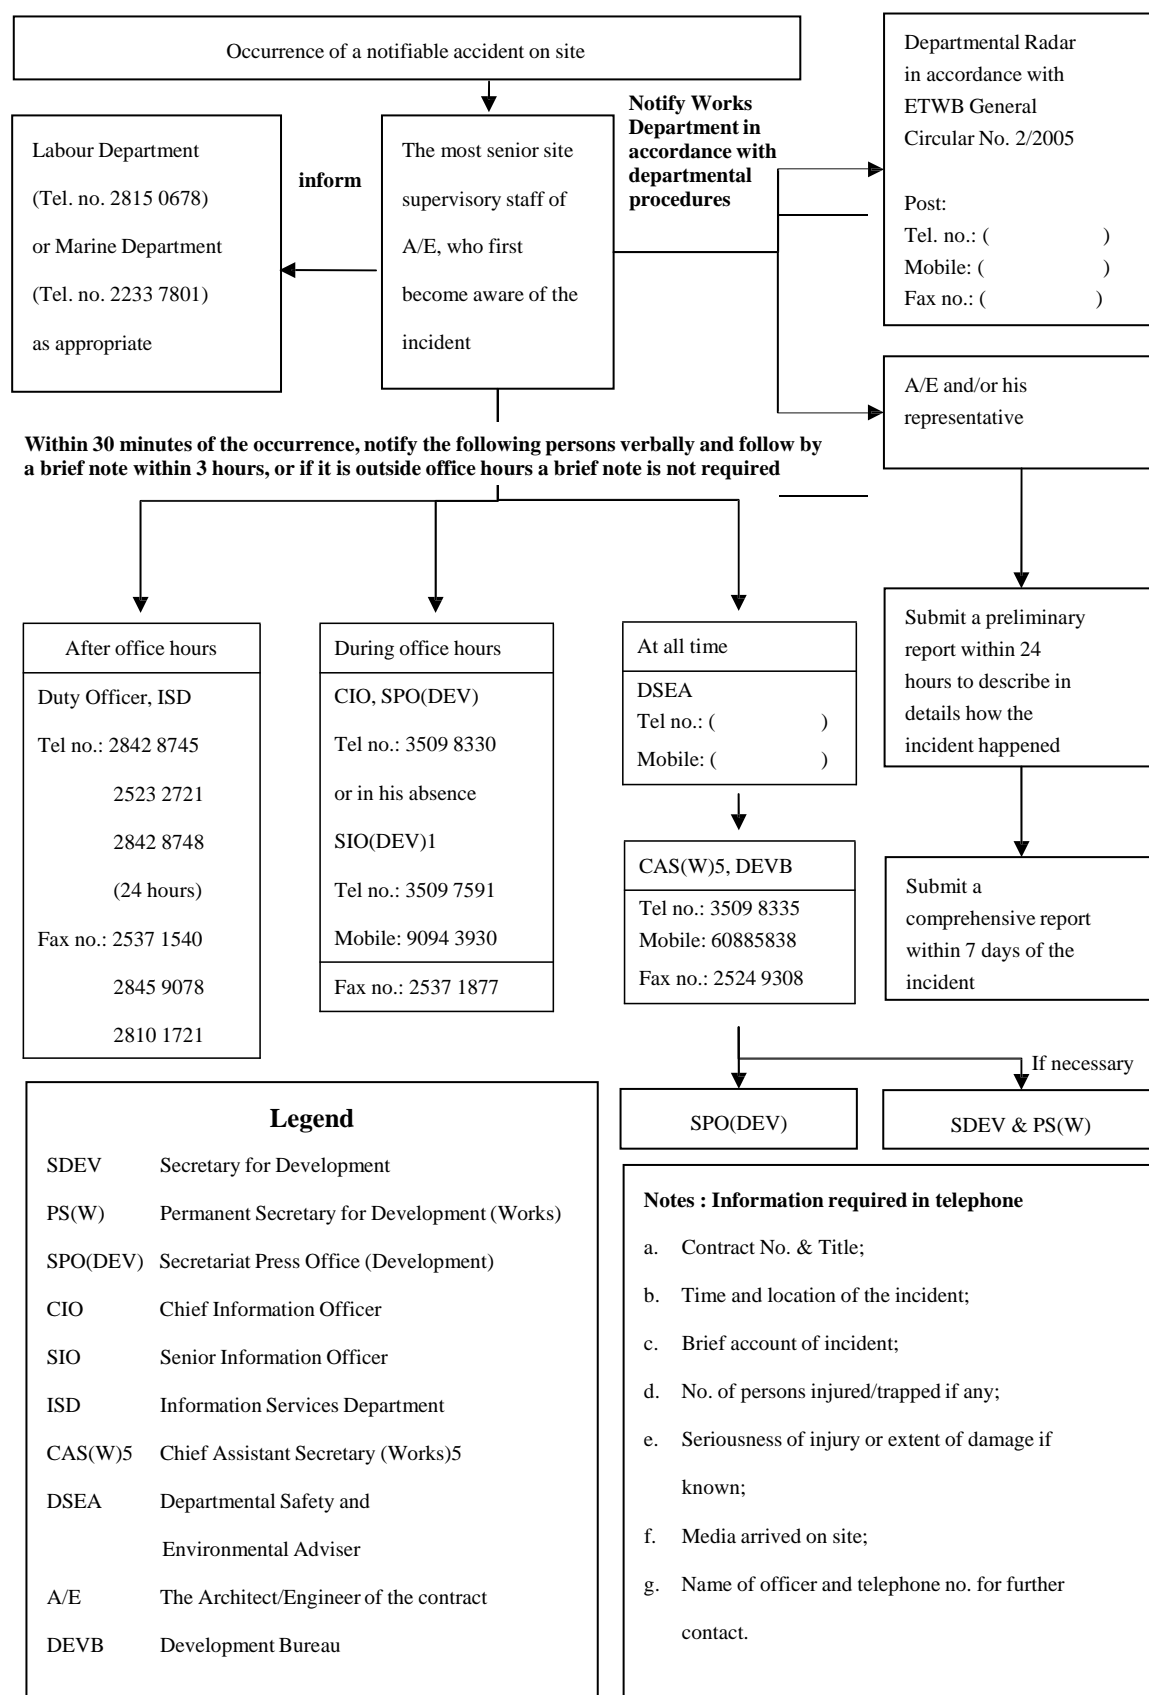 Occurrence of a notifiable accident on site
Labour Department
(Tel. no. 2815 0678)
or Marine Department
(Tel. no. 2233 7801)
as appropriate
inform
The most senior site
supervisory staff of
A/E, who first
become aware of the
incident
Notify Works
Department in
accordance with
departmental
procedures
Departmental Radar
in accordance with
ETWB General
Circular No. 2/2005
Post:
Tel. no.: ( )
Mobile: ( )
Fax no.: ( )
A/E and/or his
representative
Within 30 minutes of the occurrence, notify the following persons verbally and follow by
a brief note within 3 hours, or if it is outside office hours a brief note is not required
After office hours
Duty Officer, ISD
Tel no.: 2842 8745
2523 2721
2842 8748
(24 hours)
Fax no.: 2537 1540
2845 9078
2810 1721
During office hours
CIO, SPO(DEV)
Tel no.: 3509 8330
or in his absence
SIO(DEV)1
Tel no.: 3509 7591
Mobile: 9094 3930
Fax no.: 2537 1877
At all time
DSEA
Tel no.: ( )
Mobile: ( )
CAS(W)5, DEVB
Tel no.: 3509 8335
Mobile: 60885838
Fax no.: 2524 9308
Submit a preliminary
report within 24
hours to describe in
details how the
incident happened
Submit a
comprehensive report
within 7 days of the
incident
If necessary
SPO(DEV)
SDEV & PS(W)
Legend
SDEV Secretary for Development
PS(W) Permanent Secretary for Development (Works)
SPO(DEV) Secretariat Press Office (Development)
CIO Chief Information Officer
SIO Senior Information Officer
ISD Information Services Department
CAS(W)5 Chief Assistant Secretary (Works)5
DSEA Departmental Safety and
Environmental Adviser
A/E The Architect/Engineer of the contract
DEVB Development Bureau
Notes : Information required in telephone
a. Contract No. & Title;
b. Time and location of the incident;
c. Brief account of incident;
d. No. of persons injured/trapped if any;
e. Seriousness of injury or extent of damage if
known;
f. Media arrived on site;
g. Name of officer and telephone no. for further
contact.